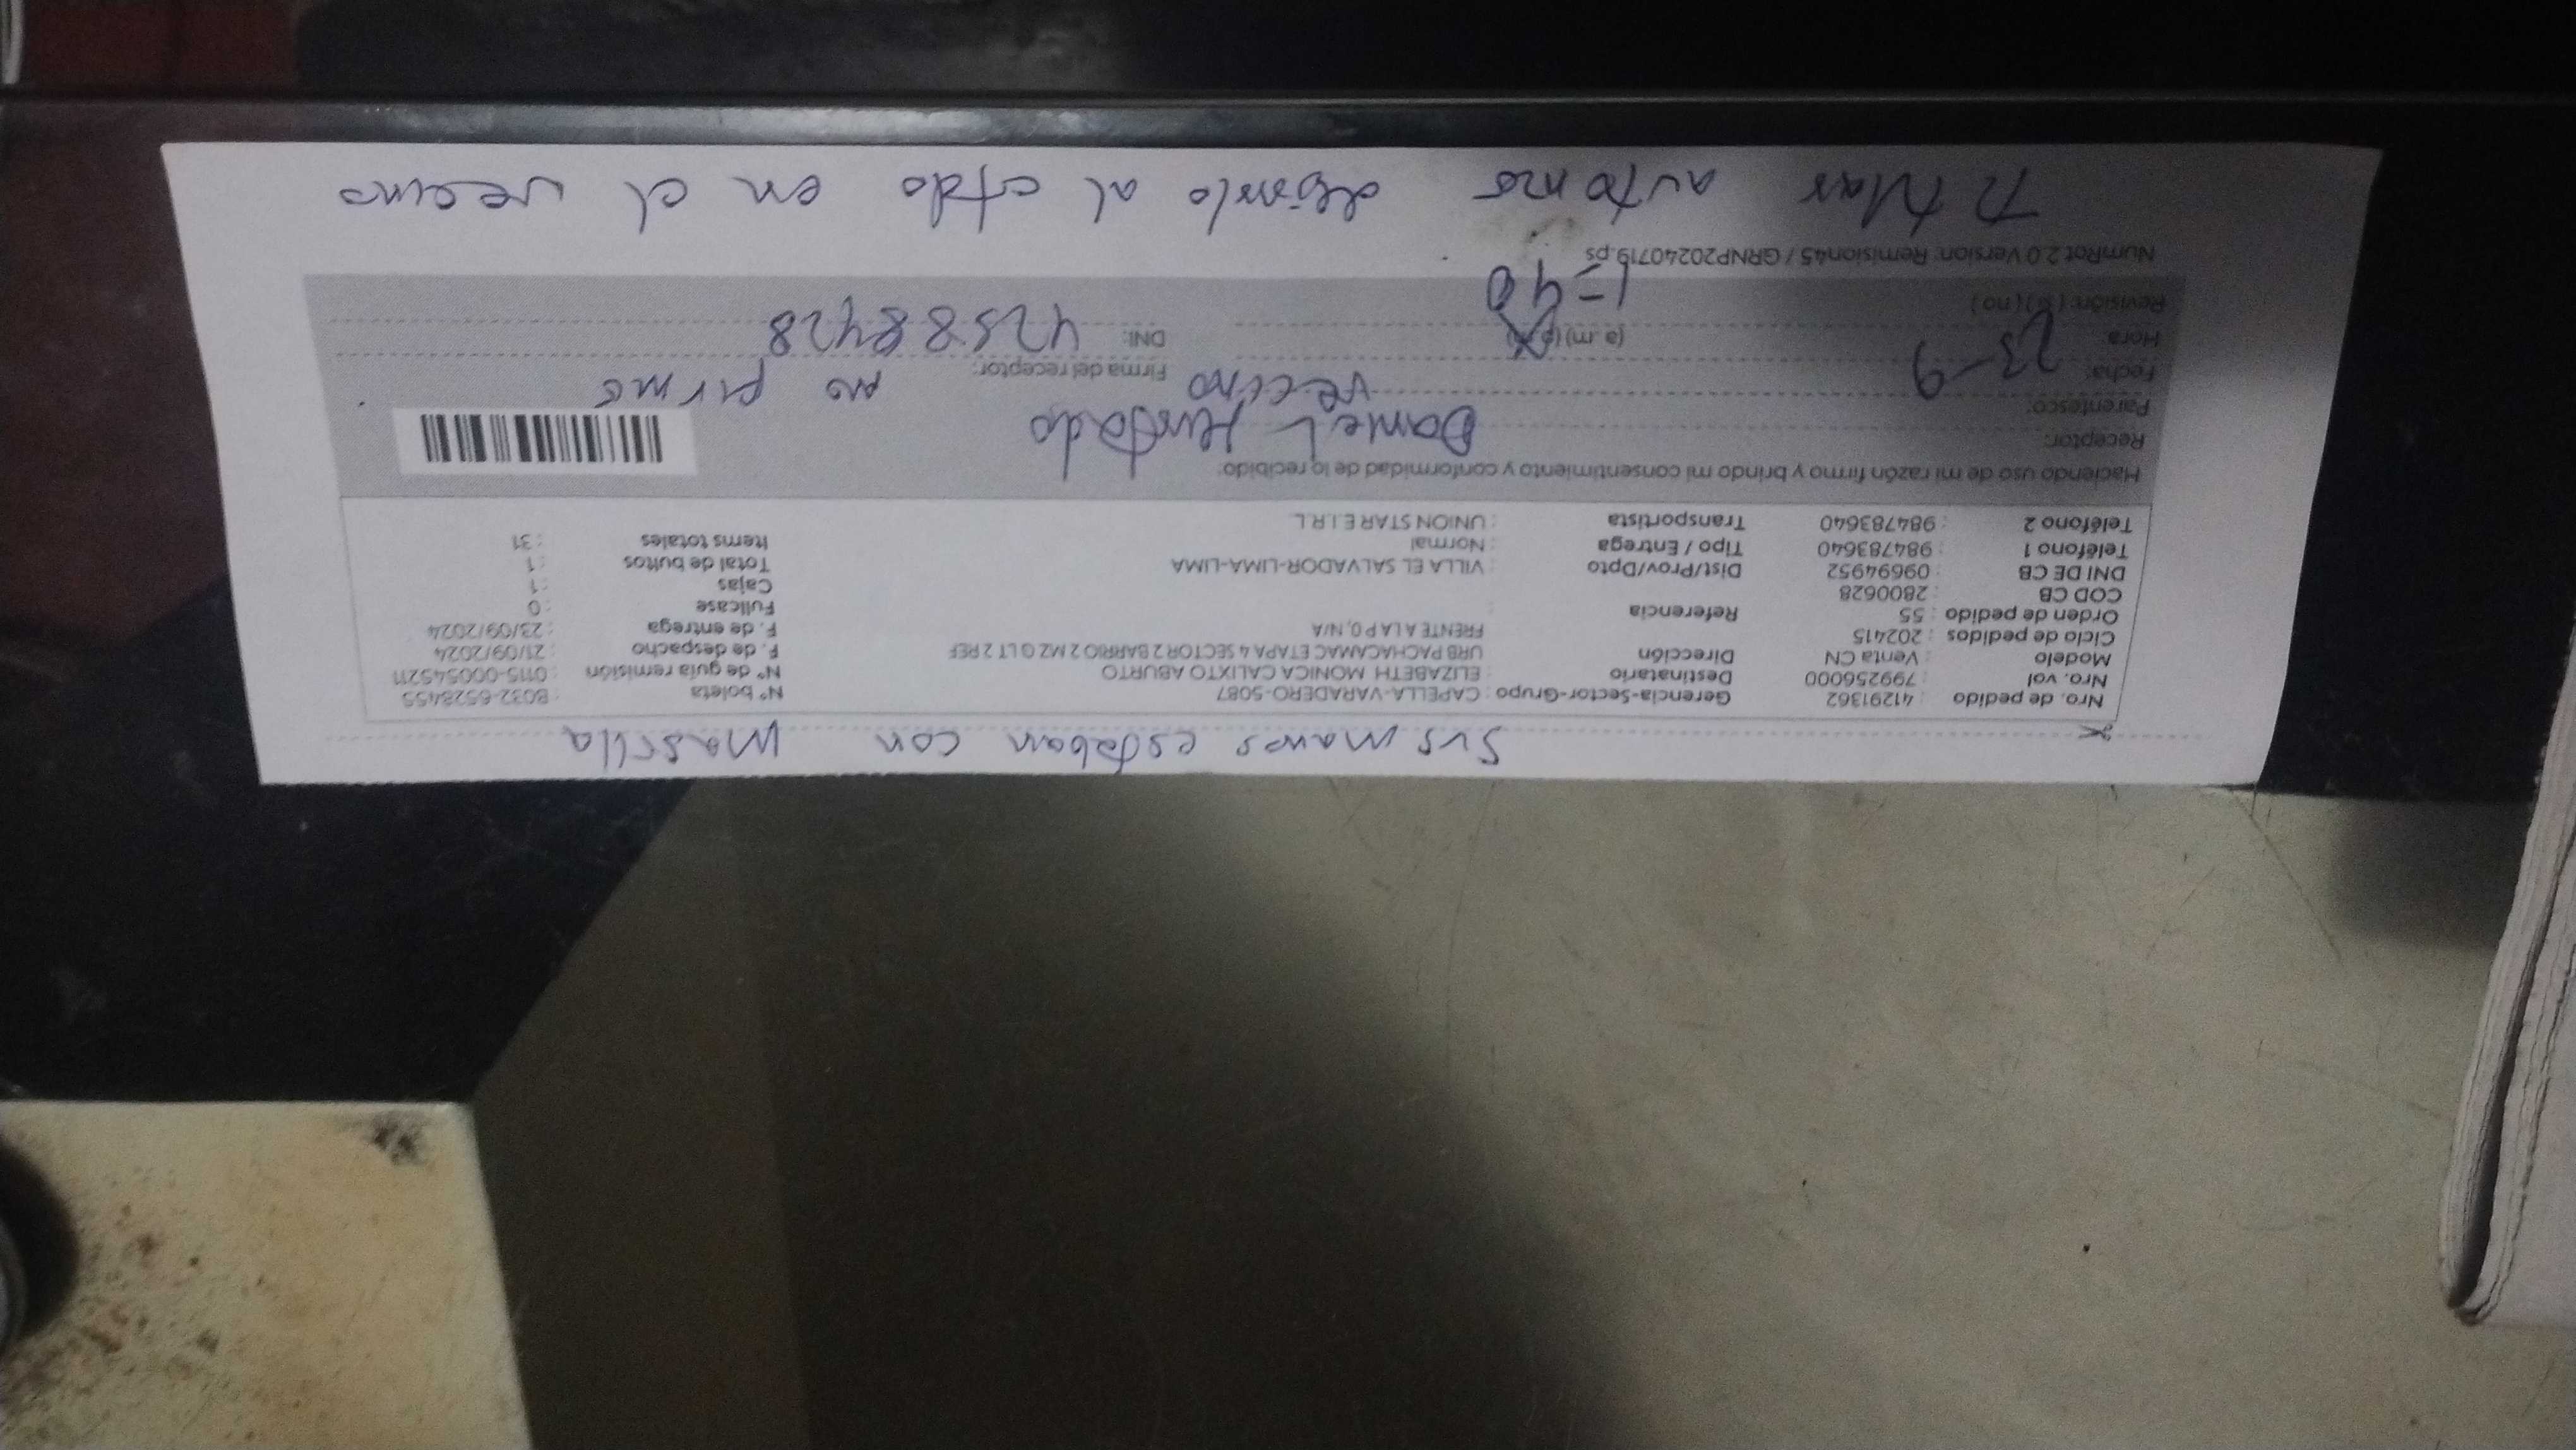 sus manos estaban con masilla
Nro. de pedido : 41291362 Gerencia-Sector-Grupo : CAPELLA-VARADERO-5087 N° boleta : B032-6528455
Nro. vol : 799256000 Destinatario : ELIZABETH MONICA CALIXTO ABURTO N° de guía remisión : 0115-000545211
Modelo : Venta CN Dirección URB PACHACAMAC ETAPA 4 SECTOR 2 BARRIO 2 MZ G LT 2 REF F. de despacho : 21/09/2024
Ciclo de pedidos : 202415 FRENTE A LA P 0, N/A F. de entrega : 23/09/2024
Orden de pedido : 55 Referencia : Fullcase : 0
COD CB : 2800628 Cajas : 1
DNI DE CB : 09694952 Dist/Prov/Dpto : VILLA EL SALVADOR-LIMA-LIMA Total de bultos : 1
Teléfono 1 : 984783640 Tipo / Entrega : Normal Items totales : 31
Teléfono 2 : 984783640 Transportista : UNION STAR E.I.R.L
Haciendo uso de mi razón firmo y brindo mi consentimiento y conformidad de lo recibido:
Receptor: Daniel Hurtado
Parentesco: vecino
Fecha: 23-9 Firma del receptor: no firmo
Hora (a. m) (p. m) 1=40 DNI: 42588428
Revisión: ( si ) ( no )
NumRot 2.0 Version: Remision45 / GRNP20240719.ps
dejarlo al en el vecino